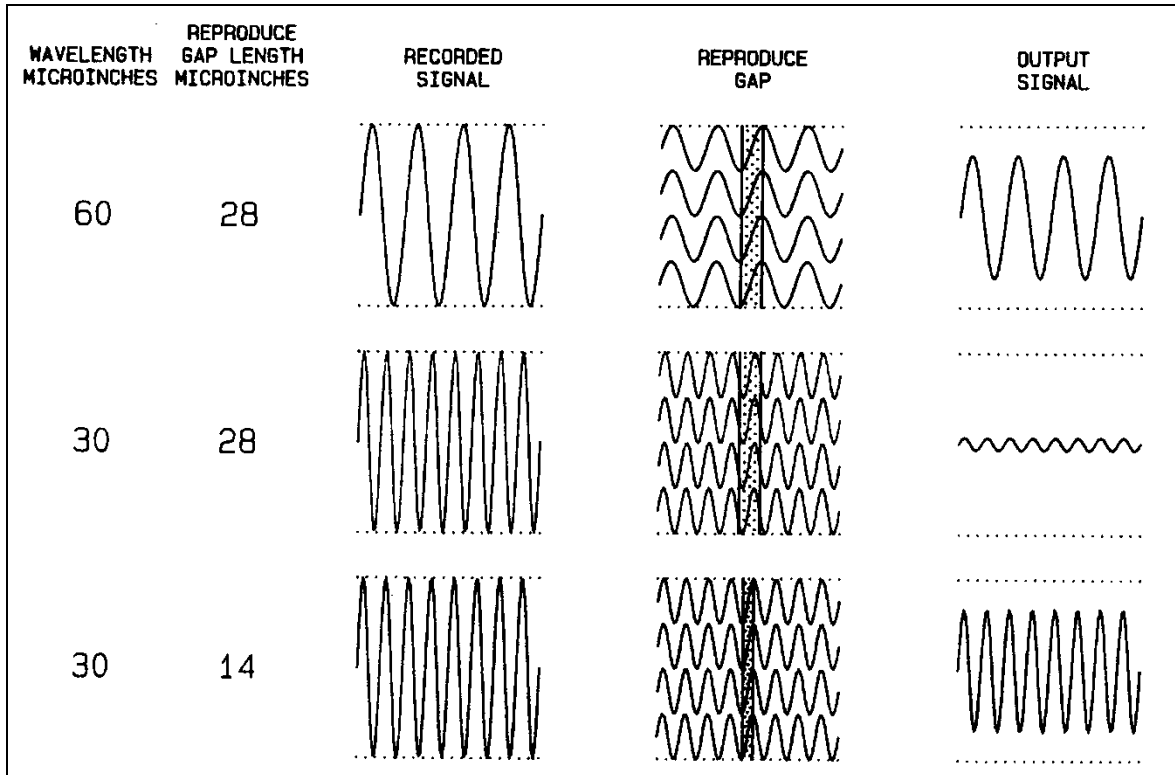 WAVELENGTH
MICROINCHES
REPRODUCE
GAP LENGTH
MICROINCHES
RECORDED
SIGNAL
REPRODUCE
GAP
OUTPUT
SIGNAL
60 28
30 28
30 14